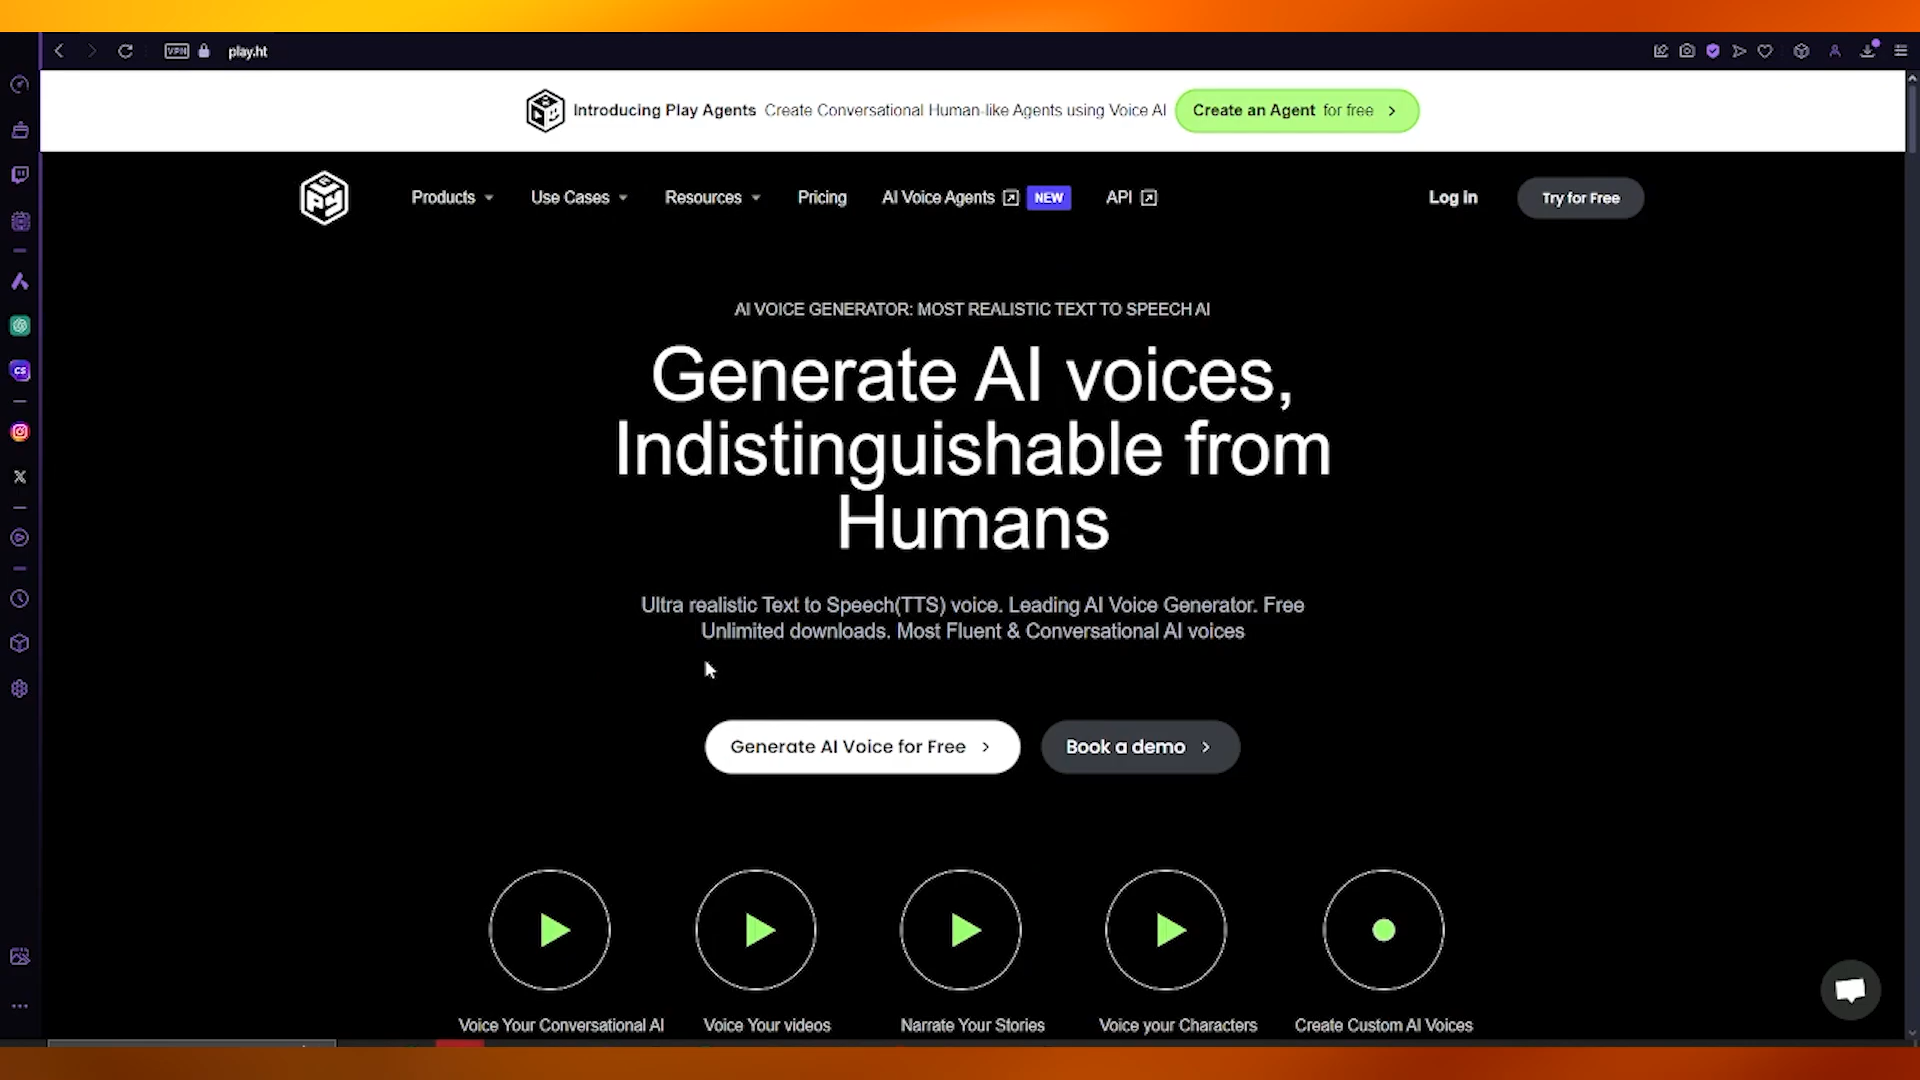 VPN
play.ht
Introducing Play Agents Create Conversational Human-like Agents using Voice AI Create an Agent for free
PLAY
Products Use Cases Resources Pricing AI Voice Agents NEW API Log In Try for Free
AI VOICE GENERATOR: MOST REALISTIC TEXT TO SPEECH AI
Generate AI voices,
Indistinguishable from
Humans
Ultra realistic Text to Speech(TTS) voice. Leading AI Voice Generator. Free
Unlimited downloads. Most Fluent & Conversational AI voices
Generate AI Voice for Free Book a demo
Voice Your Conversational AI Voice Your videos Narrate Your Stories Voice your Characters Create Custom AI Voices
CS